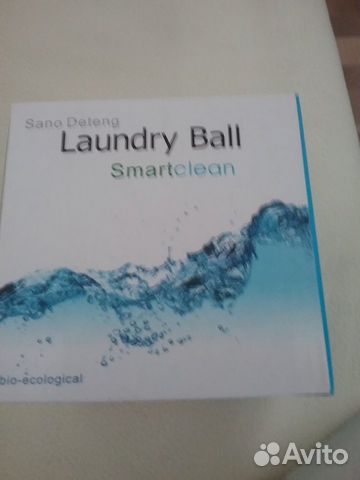 Sano Deteng
Laundry Ball
Smartclean
bio-ecological
Avito